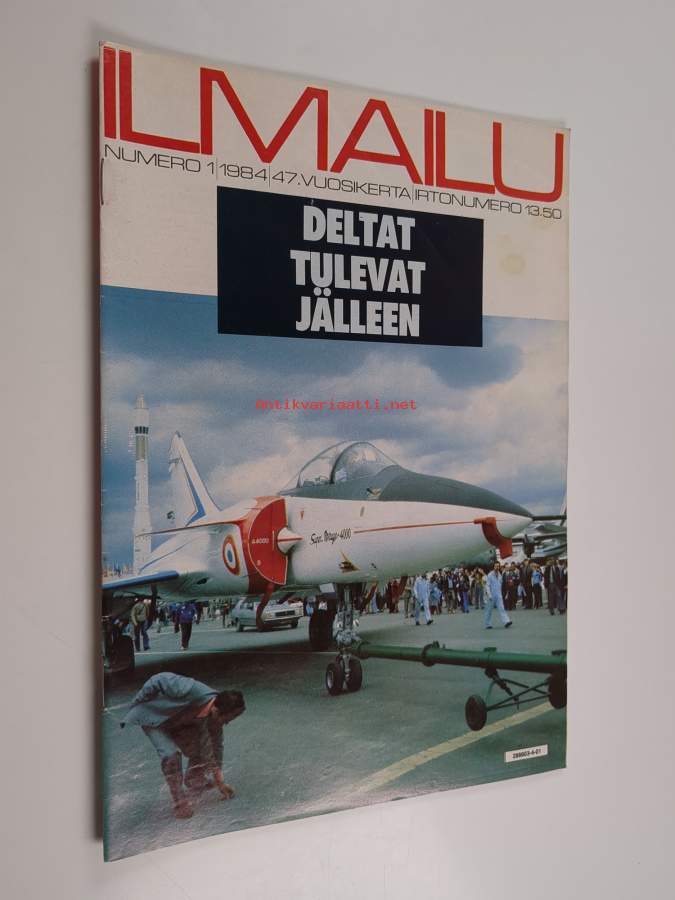 ILMAILU
NUMERO 1 | 1984 | 47. VUOSIKERTA | IRTONUMERO 13.50
DELTAT
TULEVAT
JÄLLEEN
antikvariaatti.net
Super Mirage 4000